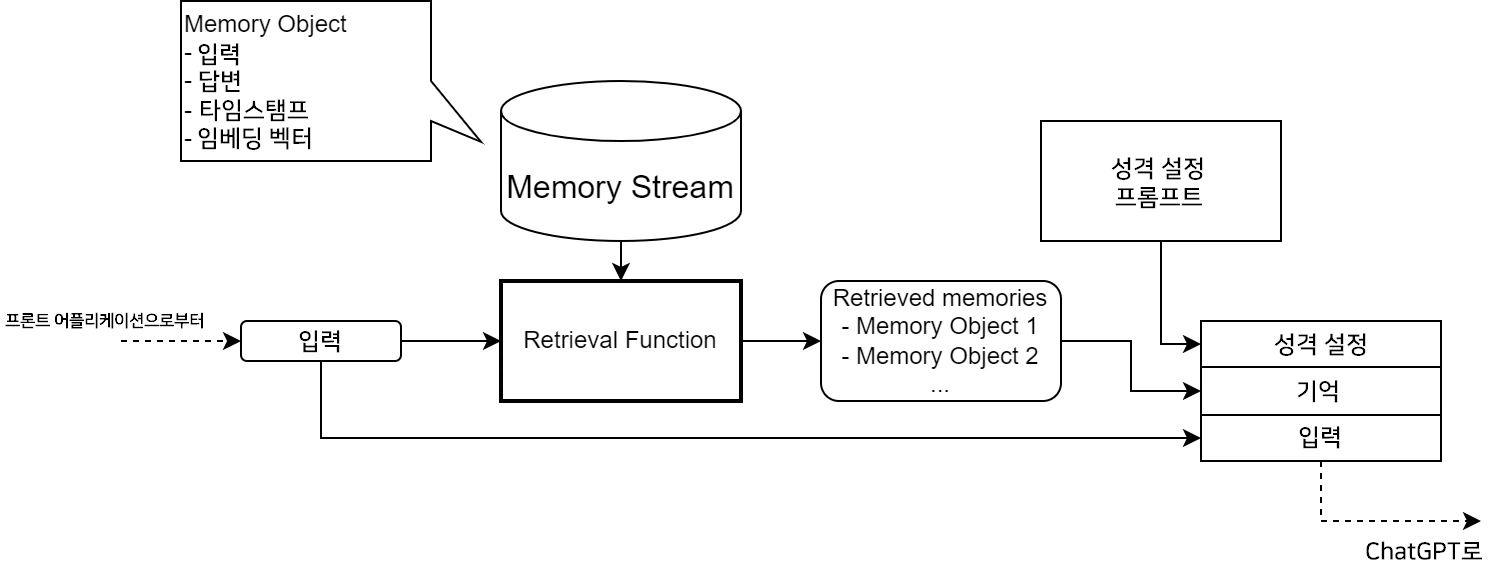 Memory Object
- 입력
- 답변
- 타임스탬프
- 임베딩 벡터
Memory Stream
성격 설정
프롬프트
프론트 어플리케이션으로부터
입력
Retrieval Function
Retrieved memories
- Memory Object 1
- Memory Object 2
...
성격 설정
기억
입력
ChatGPT로